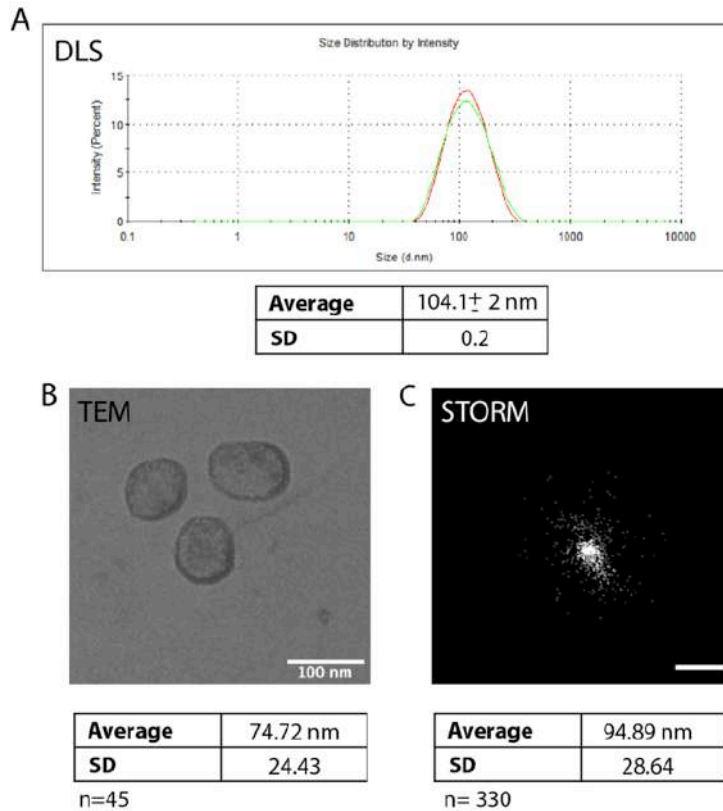 A
Size Distribution by Intensity
DLS
15
10
5
0
Intensity (Percent)
0.1 1 10 100 1000 10000
Size (d.nm)
Average 104.1± 2 nm
SD 0.2
B C
TEM STORM
100 nm
Average 74.72 nm
SD 24.43
n=45
Average 94.89 nm
SD 28.64
n= 330